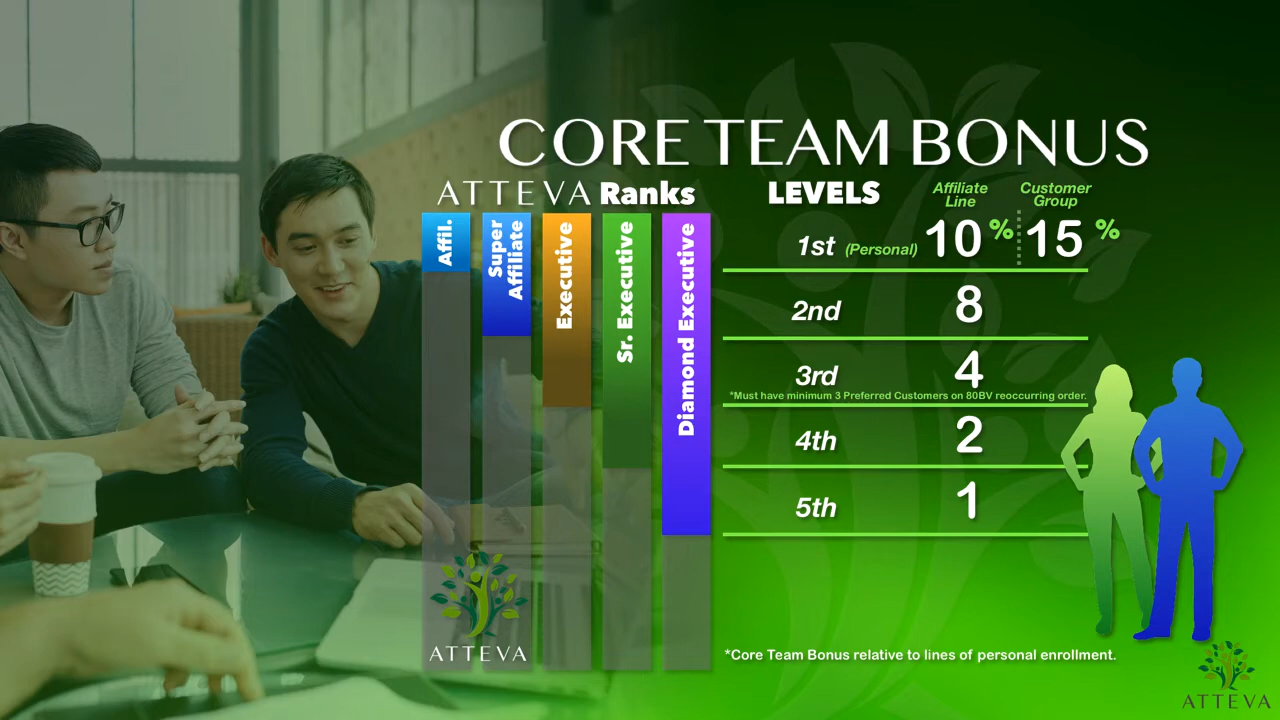 CORE TEAM BONUS
ATTEVA Ranks
LEVELS
Affiliate
Line
Customer
Group
Affil.
Super
Affiliate
Executive
Sr. Executive
Diamond Executive
1st (Personal) 10% 15 %
2nd 8
3rd 4
*Must have minimum 3 Preferred Customers on 80BV reoccurring order.
4th 2
5th 1
ATTEVA
*Core Team Bonus relative to lines of personal enrollment.
ATTEVA